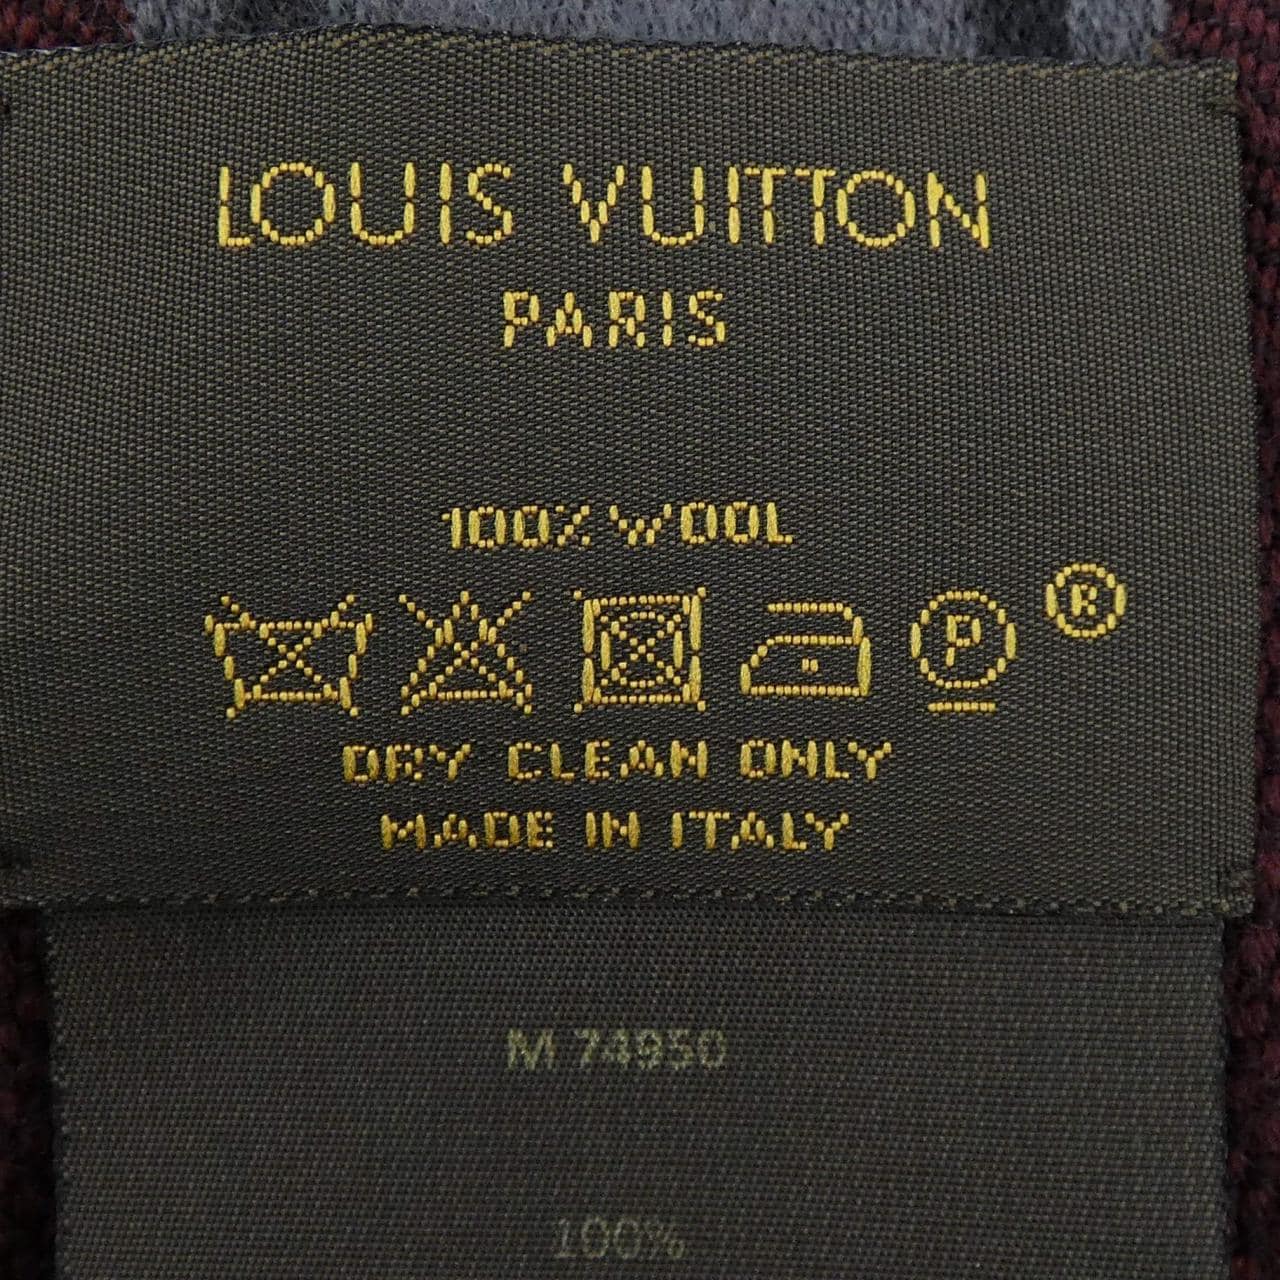 LOUIS VUITTON
PARIS
100% WOOL
P ®
DRY CLEAN ONLY
MADE IN ITALY
M 74950
100%